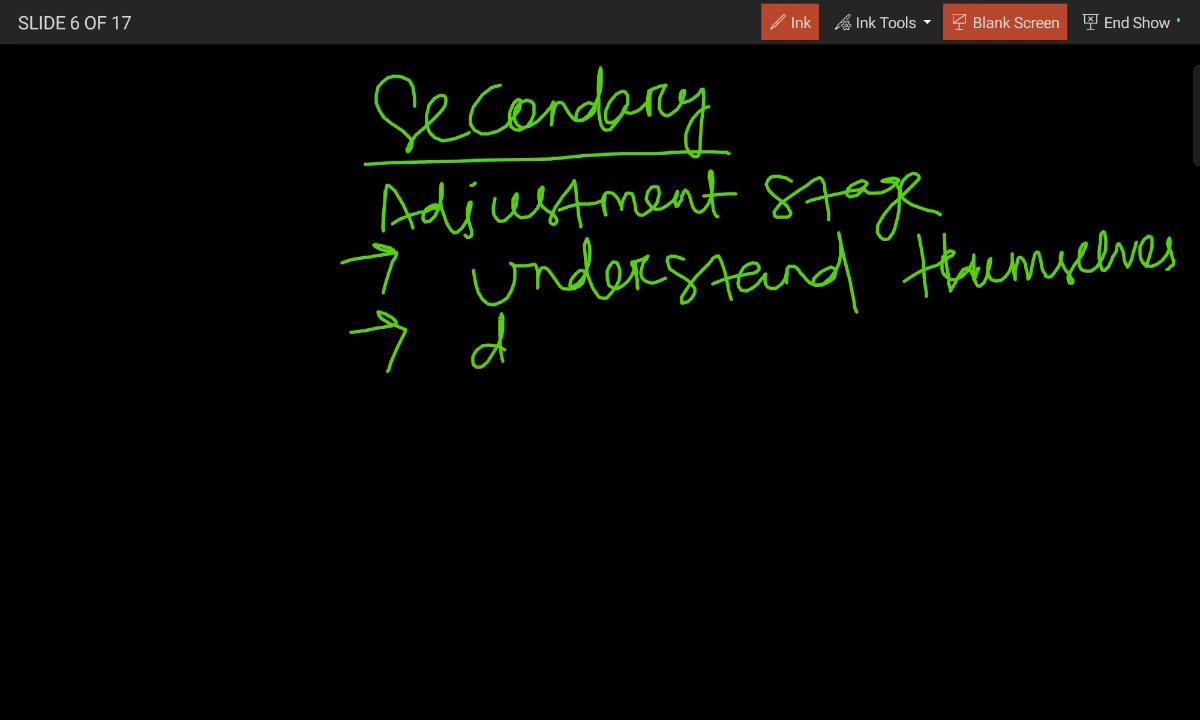 SLIDE 6 OF 17 Ink Ink Tools Blank Screen End Show
Secondary
Adjustment stage
→ understand themselves
→ d